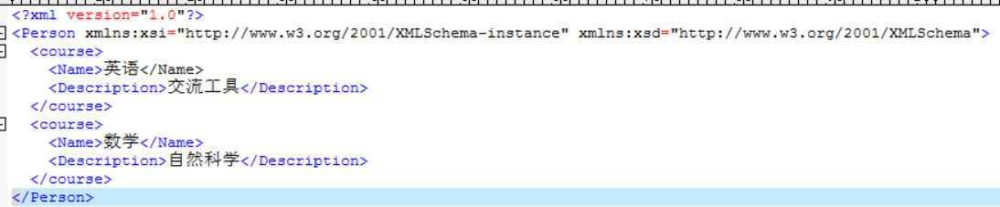 <?xml version="1.0"?>
<Person xmlns:xsi="http://www.w3.org/2001/XMLSchema-instance" xmlns:xsd="http://www.w3.org/2001/XMLSchema">
<course>
<Name>英语</Name>
<Description>交流工具</Description>
</course>
<course>
<Name>数学</Name>
<Description>自然科学</Description>
</course>
</Person>